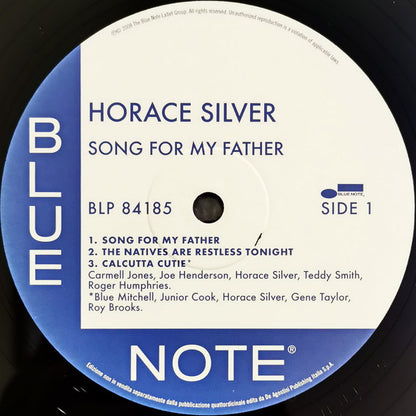 (C)(P) 2008 The Blue Note Label Group. All rights reserved. Unauthorized reproduction is a violation of applicable laws.
HORACE SILVER
SONG FOR MY FATHER
BLP 84185
BLUE NOTE
SIDE 1
1. SONG FOR MY FATHER
2. THE NATIVES ARE RESTLESS TONIGHT
3. CALCUTTA CUTIE*
Carmell Jones, Joe Henderson, Horace Silver, Teddy Smith,
Roger Humphries.
*Blue Mitchell, Junior Cook, Horace Silver, Gene Taylor,
Roy Brooks.
BLUE
NOTE®
Edizione non in vendita separatamente dalla pubblicazione quattordicinale edita da De Agostini Publishing Italia S.p.A.